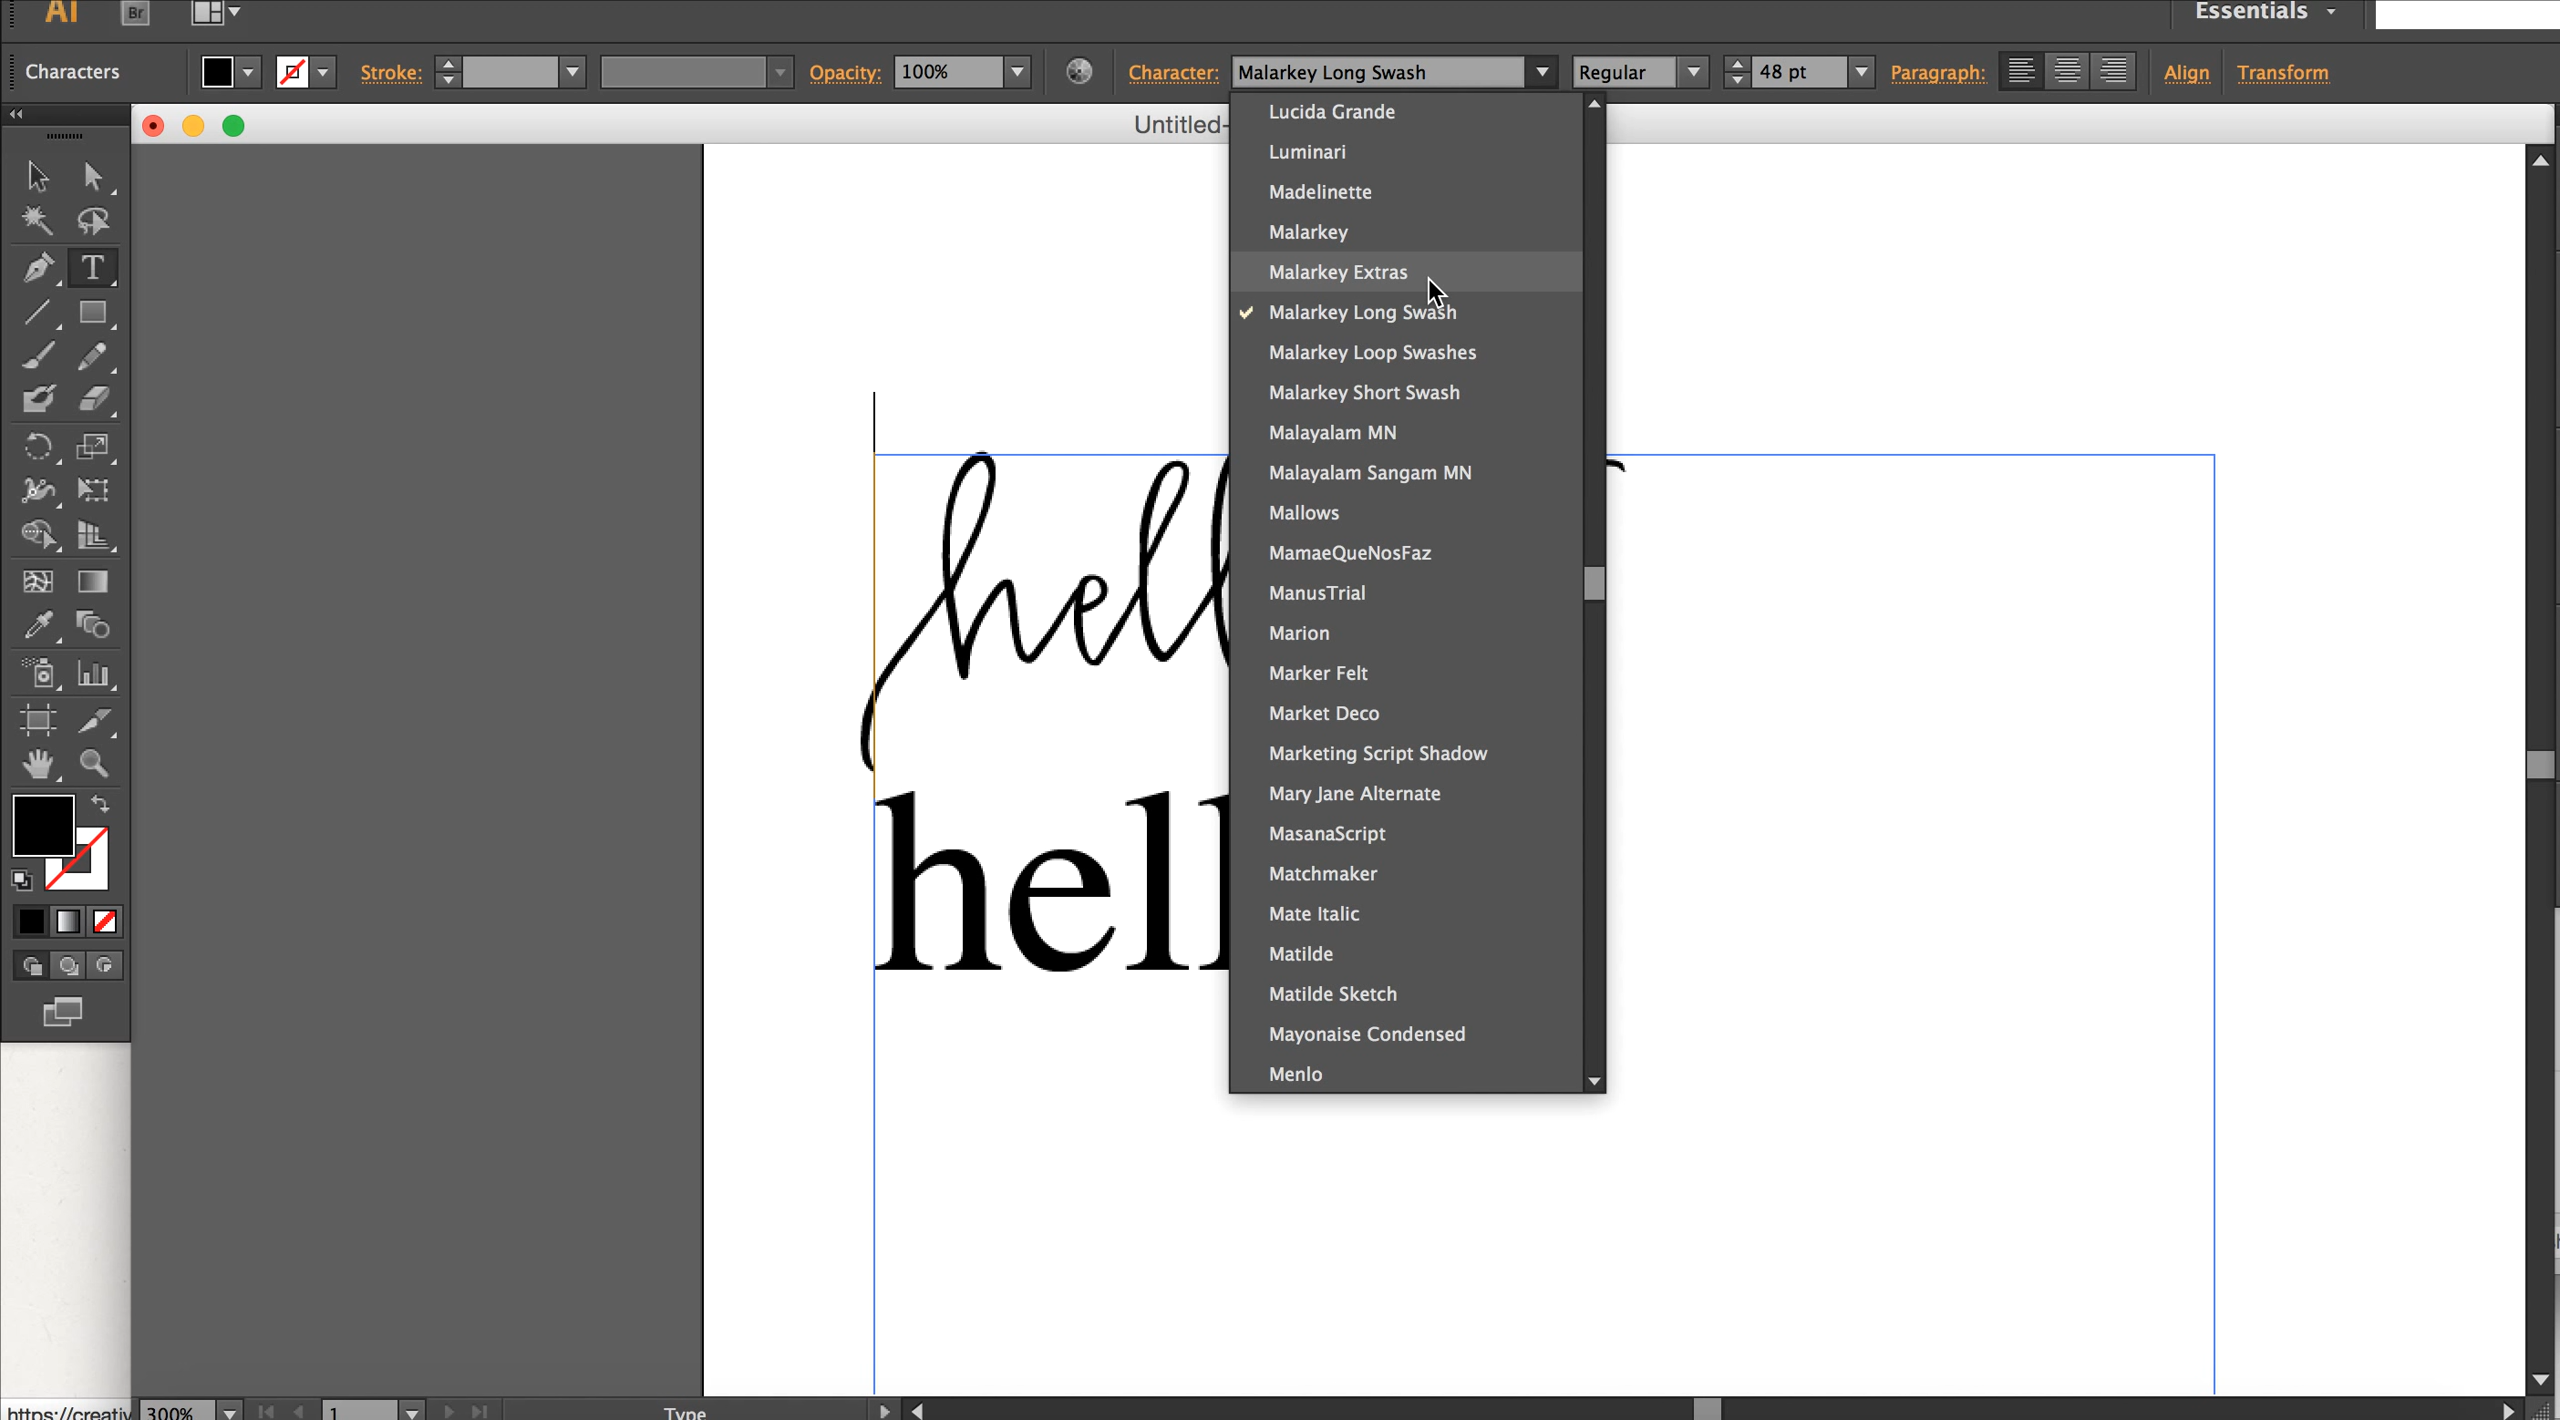 Ai Br Essentials
Characters Stroke: Opacity: 100% Character: Malarkey Long Swash Regular 48 pt Paragraph: Align Transform
Untitled-
Lucida Grande
Luminari
Madelinette
Malarkey
Malarkey Extras
Malarkey Long Swash
Malarkey Loop Swashes
Malarkey Short Swash
Malayalam MN
Malayalam Sangam MN
Mallows
MamaeQueNosFaz
ManusTrial
Marion
Marker Felt
Market Deco
Marketing Script Shadow
Mary Jane Alternate
MasanaScript
Matchmaker
Mate Italic
Matilde
Matilde Sketch
Mayonaise Condensed
Menlo
T
hell
hell
https://creativ 300% 1 Type